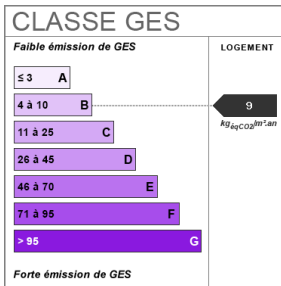 CLASSE GES
Faible émission de GES
LOGEMENT
≤ 3 A
4 à 10 B
9
kgéqCO2/m².an
11 à 25 C
26 à 45 D
46 à 70 E
71 à 95 F
> 95 G
Forte émission de GES